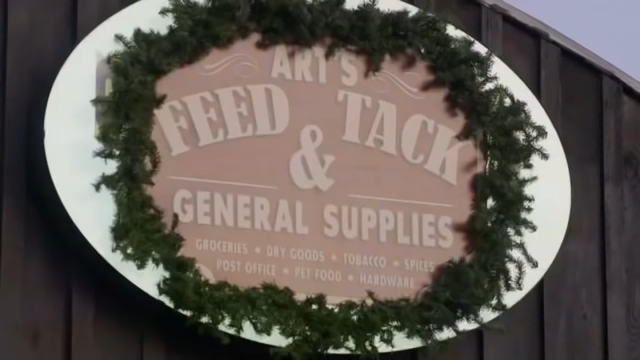 ART'S
FEED & TACK
GENERAL SUPPLIES
GROCERIES • DRY GOODS • TOBACCO • SPICES
POST OFFICE • PET FOOD • HARDWARE